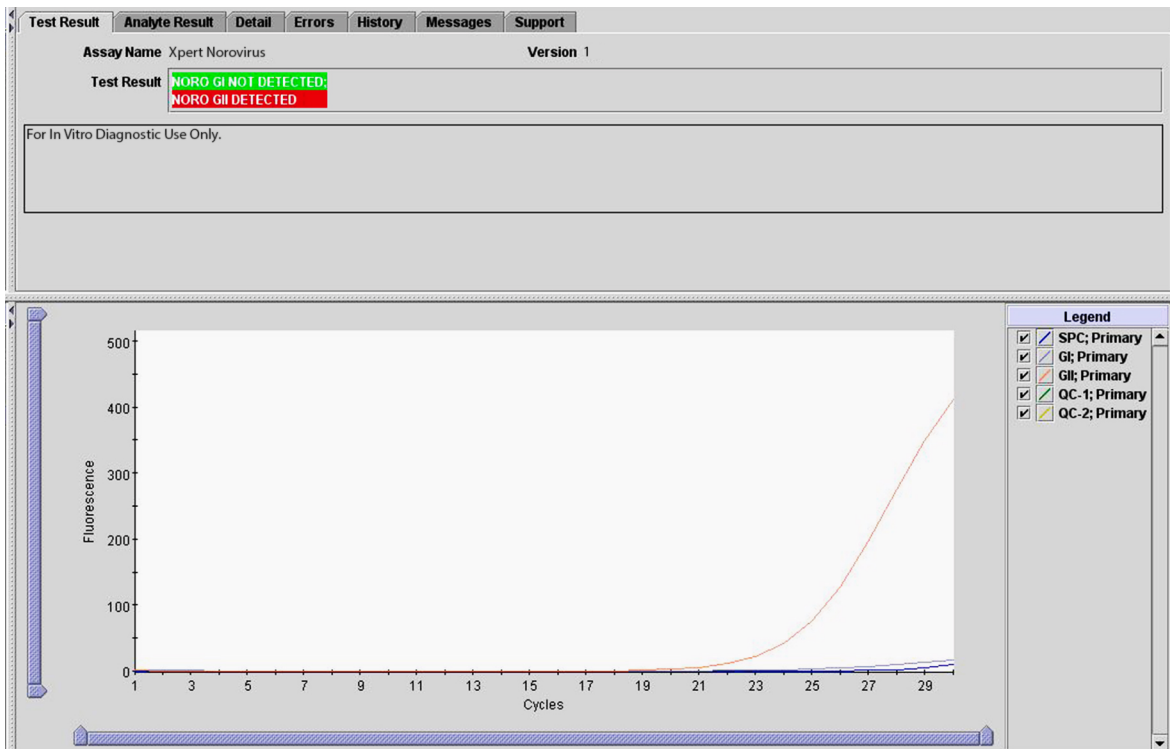 Test Result Analyte Result Detail Errors History Messages Support
Assay Name Xpert Norovirus Version 1
Test Result NORO GI NOT DETECTED;
NORO GII DETECTED
For In Vitro Diagnostic Use Only.
Legend
SPC; Primary
GI; Primary
GII; Primary
QC-1; Primary
QC-2; Primary
500
400
300
200
100
0
Fluorescence
1 3 5 7 9 11 13 15 17 19 21 23 25 27 29
Cycles